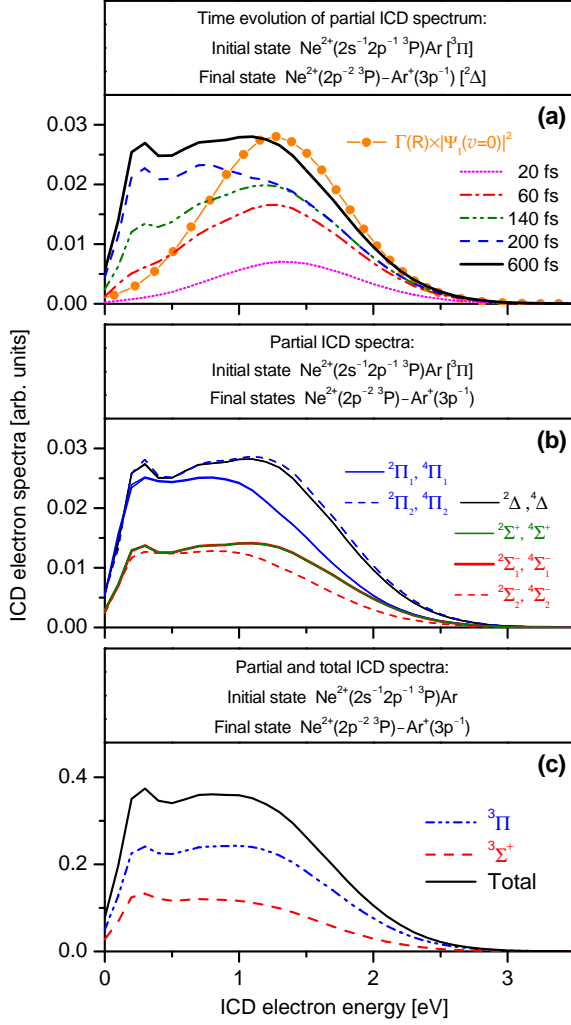 Time evolution of partial ICD spectrum:
Initial state Ne²⁺(2s⁻¹2p⁻¹ ³P)Ar [³Π]
Final state Ne²⁺(2p⁻² ³P)−Ar⁺(3p⁻¹) [²Δ]
(a)
0.03
0.02
0.01
0.00
Γ(R)×|Ψ_I(v=0)|²
20 fs
60 fs
140 fs
200 fs
600 fs
Partial ICD spectra:
Initial state Ne²⁺(2s⁻¹2p⁻¹ ³P)Ar [³Π]
Final states Ne²⁺(2p⁻² ³P)−Ar⁺(3p⁻¹)
(b)
0.03
0.02
0.01
0.00
²Π₁, ⁴Π₁
²Π₂, ⁴Π₂
²Δ, ⁴Δ
²Σ⁺, ⁴Σ⁺
²Σ₁⁻, ⁴Σ₁⁻
²Σ₂⁻, ⁴Σ₂⁻
ICD electron spectra [arb. units]
Partial and total ICD spectra:
Initial state Ne²⁺(2s⁻¹2p⁻¹ ³P)Ar
Final state Ne²⁺(2p⁻² ³P)−Ar⁺(3p⁻¹)
(c)
0.4
0.2
0.0
³Π
³Σ⁺
Total
0 1 2 3
ICD electron energy [eV]